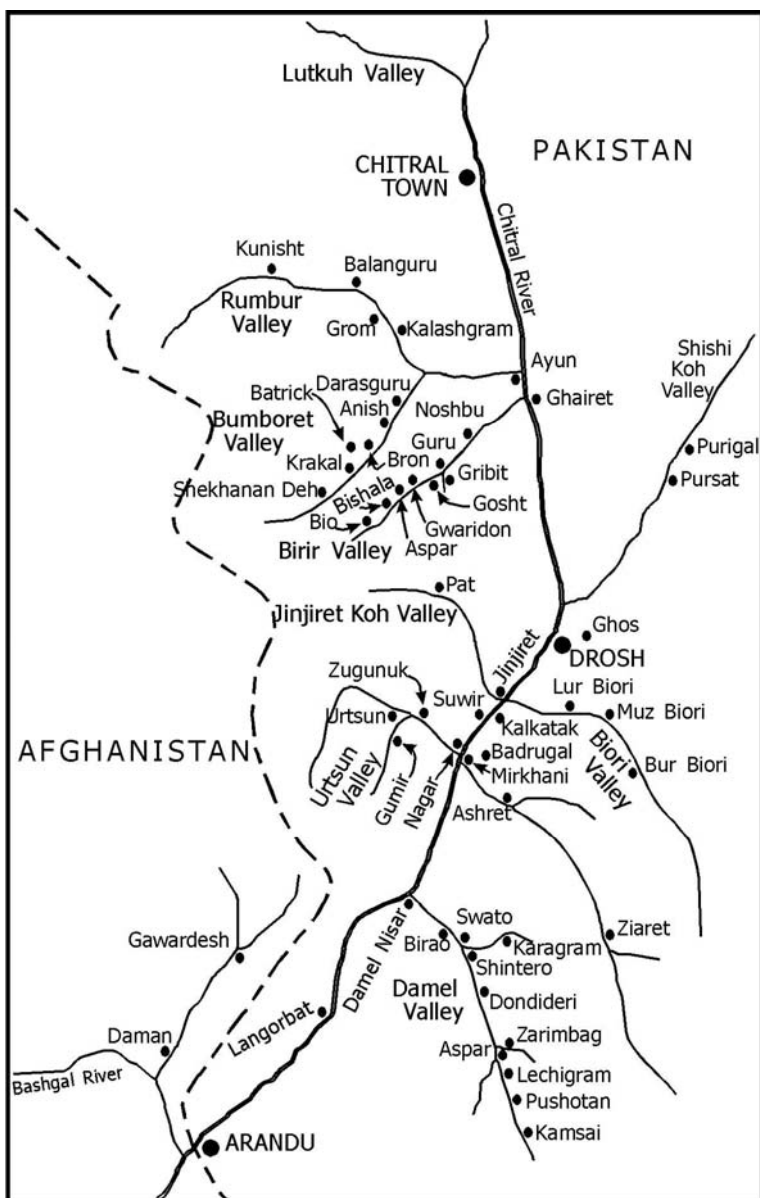 Lutkuh Valley
PAKISTAN
CHITRAL
TOWN
Chitral River
Kunisht
Balanguru
Rumbur
Valley
Grom
Kalashgram
Ayun
Shishi
Koh
Valley
Darasguru
Batrick
Anish
Noshbu
Ghairet
Bumboret
Valley
Guru
Purigal
Krakal
Bron
Gribit
Pursat
Shekhanan Deh
Bishala
Gosht
Bio
Gwaridon
Birir Valley
Aspar
Pat
Jinjiret Koh Valley
Ghos
Jinjiret
DROSH
Zugunuk
Suwir
Lur Biori
Urtsun
Kalkatak
Muz Biori
AFGHANISTAN
Badrugal
Biori
Valley
Urtsun
Valley
Gumir
Nagar
Mirkhani
Bur Biori
Ashret
Gawardesh
Damel Nisar
Swato
Ziaret
Birao
Karagram
Shintero
Damel
Valley
Dondideri
Langorbat
Daman
Zarimbag
Aspar
Bashgal River
Lechigram
Pushotan
Kamsai
ARANDU